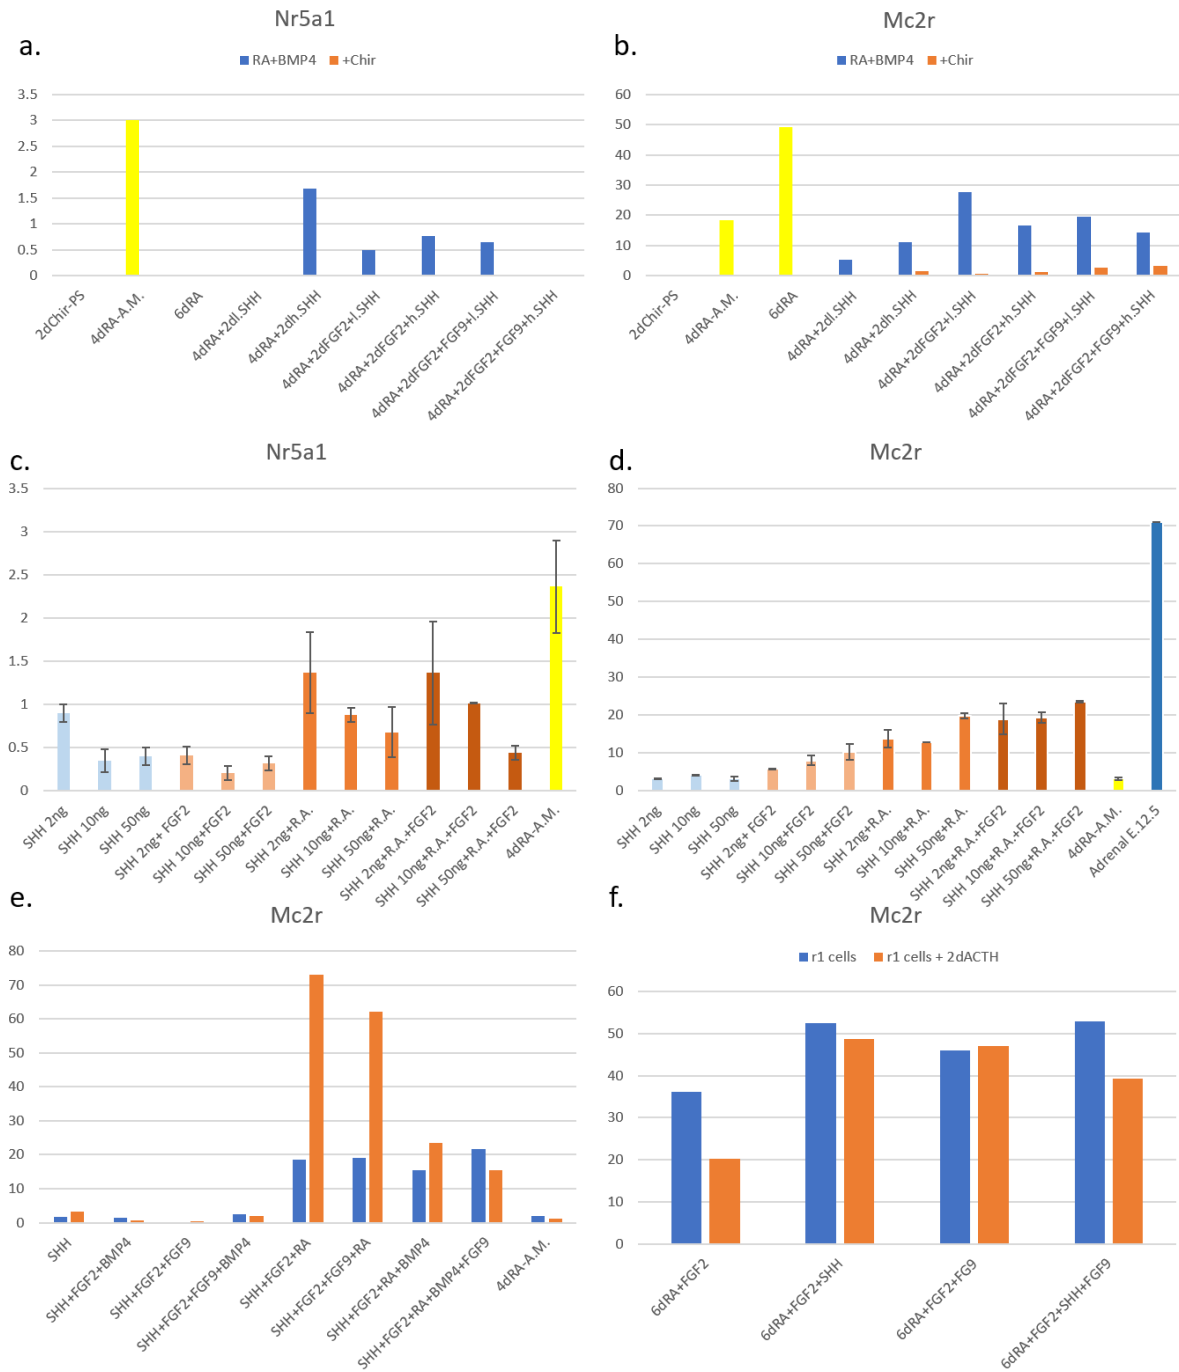 Nr5a1
a.
RA+BMP4 +Chir
3.5
3
2.5
2
1.5
1
0.5
0
2dChir-PS
4dRA-A.M.
6dRA
4dRA+2dl.SHH
4dRA+2dh.SHH
4dRA+2dFGF2+l.SHH
4dRA+2dFGF2+h.SHH
4dRA+2dFGF2+FGF9+l.SHH
4dRA+2dFGF2+FGF9+h.SHH
Mc2r
b.
RA+BMP4 +Chir
60
50
40
30
20
10
0
2dChir-PS
4dRA-A.M.
6dRA
4dRA+2dl.SHH
4dRA+2dh.SHH
4dRA+2dFGF2+l.SHH
4dRA+2dFGF2+h.SHH
4dRA+2dFGF2+FGF9+l.SHH
4dRA+2dFGF2+FGF9+h.SHH
Nr5a1
c.
3.5
3
2.5
2
1.5
1
0.5
0
SHH 2ng
SHH 10ng
SHH 50ng
SHH 2ng+ FGF2
SHH 10ng+FGF2
SHH 50ng+FGF2
SHH 2ng+R.A.
SHH 10ng+R.A.
SHH 50ng+R.A.
SHH 2ng+R.A.+FGF2
SHH 10ng+R.A.+FGF2
SHH 50ng+R.A.+FGF2
4dRA-A.M.
Mc2r
d.
80
70
60
50
40
30
20
10
0
SHH 2ng
SHH 10ng
SHH 50ng
SHH 2ng+ FGF2
SHH 10ng+FGF2
SHH 50ng+FGF2
SHH 2ng+R.A.
SHH 10ng+R.A.
SHH 50ng+R.A.
SHH 2ng+R.A.+FGF2
SHH 10ng+R.A.+FGF2
SHH 50ng+R.A.+FGF2
4dRA-A.M.
Adrenal E.12.5
e.
Mc2r
80
70
60
50
40
30
20
10
0
SHH
SHH+FGF2+BMP4
SHH+FGF2+FGF9
SHH+FGF2+FGF9+BMP4
SHH+FGF2+RA
SHH+FGF2+FGF9+RA
SHH+FGF2+RA+BMP4
SHH+FGF2+RA+BMP4+FGF9
4dRA-A.M.
f.
Mc2r
r1 cells r1 cells + 2dACTH
60
50
40
30
20
10
0
6dRA+FGF2
6dRA+FGF2+SHH
6dRA+FGF2+FG9
6dRA+FGF2+SHH+FGF9